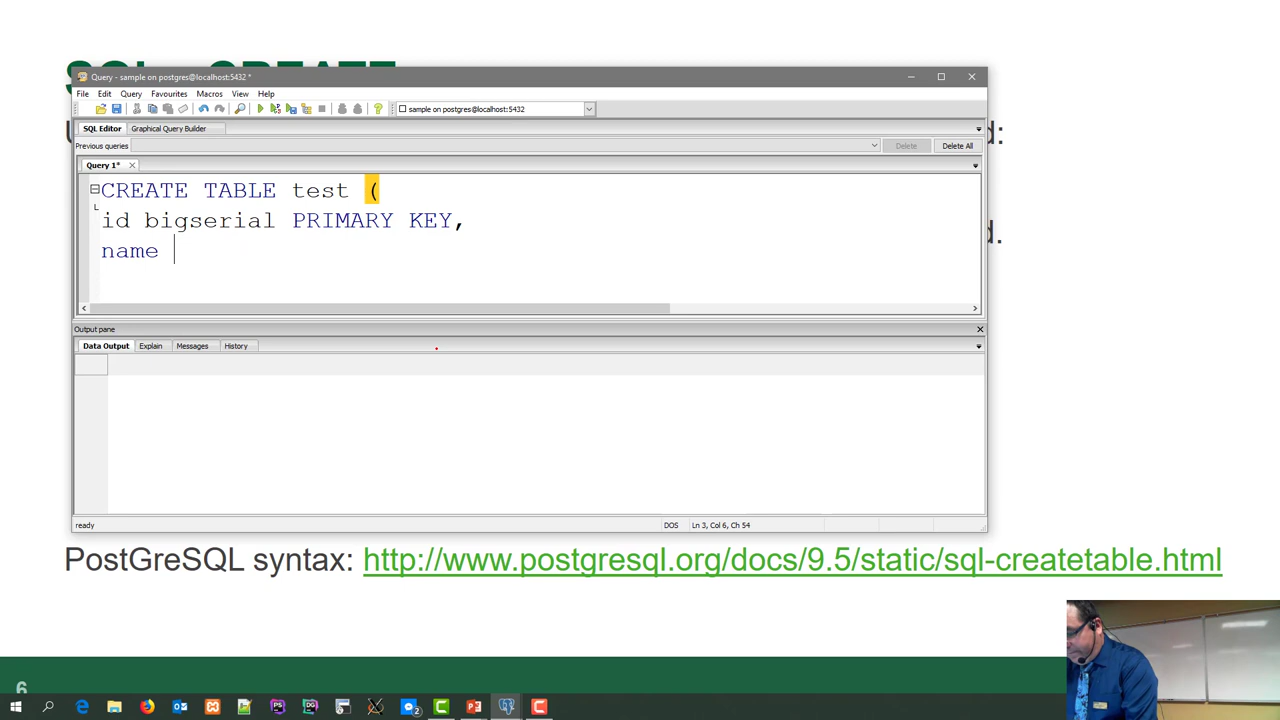 SQL - CREATE
Query - sample on postgres@localhost:5432 *
File Edit Query Favourites Macros View Help
sample on postgres@localhost:5432
SQL Editor Graphical Query Builder
d:
Previous queries Delete Delete All
Query 1*
CREATE TABLE test (
id bigserial PRIMARY KEY,
d.
name
Output pane
Data Output Explain Messages History
ready DOS Ln 3, Col 6, Ch 54
PostGreSQL syntax: http://www.postgresql.org/docs/9.5/static/sql-createtable.html
6